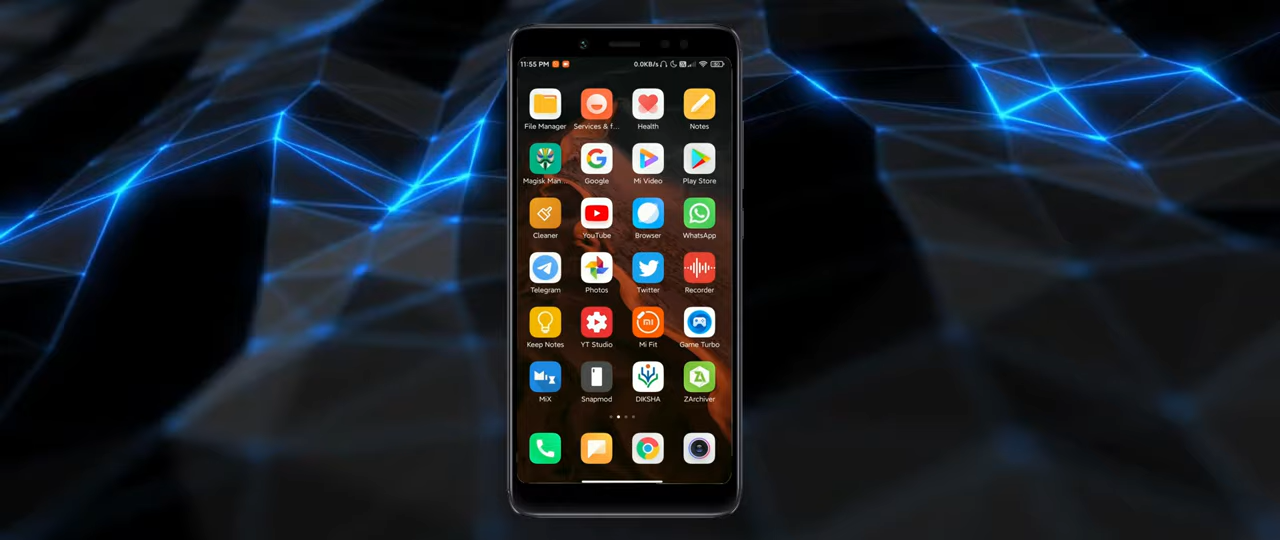 11:55 PM 0.0KB/s
File Manager Services & f... Health Notes
Magisk Man... Google Mi Video Play Store
Cleaner YouTube Browser WhatsApp
Telegram Photos Twitter Recorder
Keep Notes YT Studio Mi Fit Game Turbo
MiX Snapmod DIKSHA ZArchiver